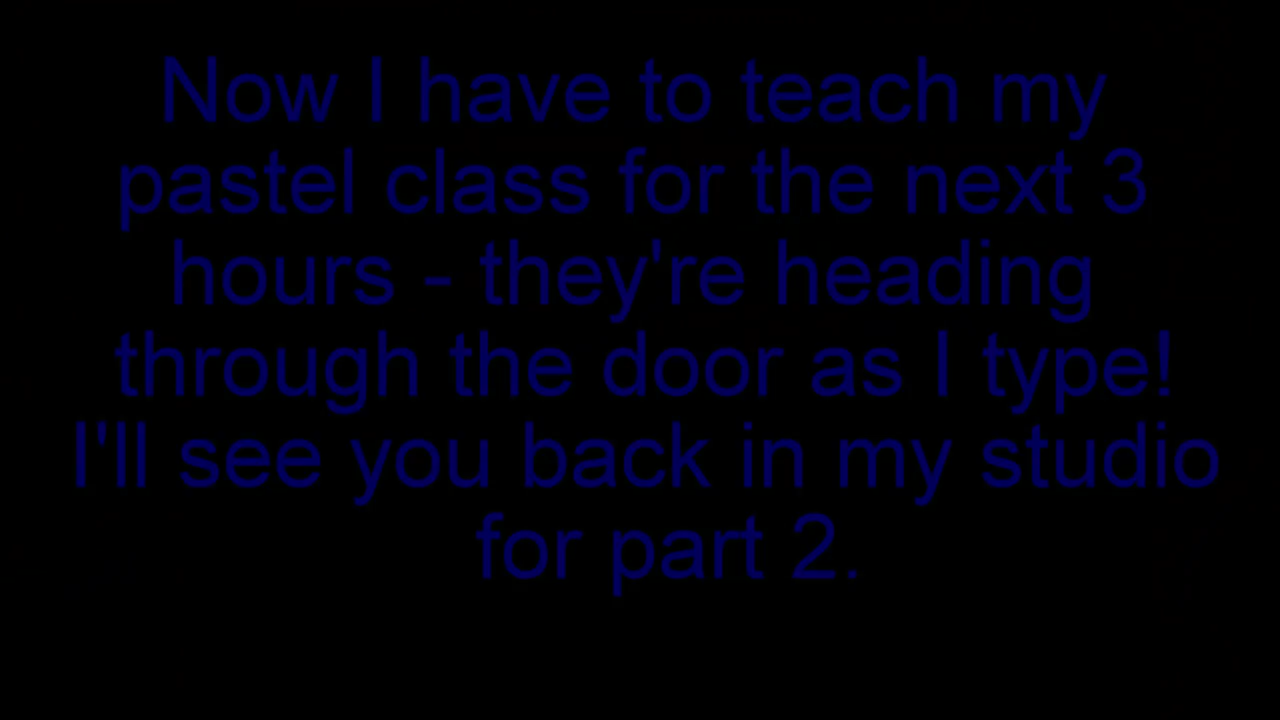 Now I have to teach my
pastel class for the next 3
hours - they're heading
through the door as I type!
I'll see you back in my studio
for part 2.